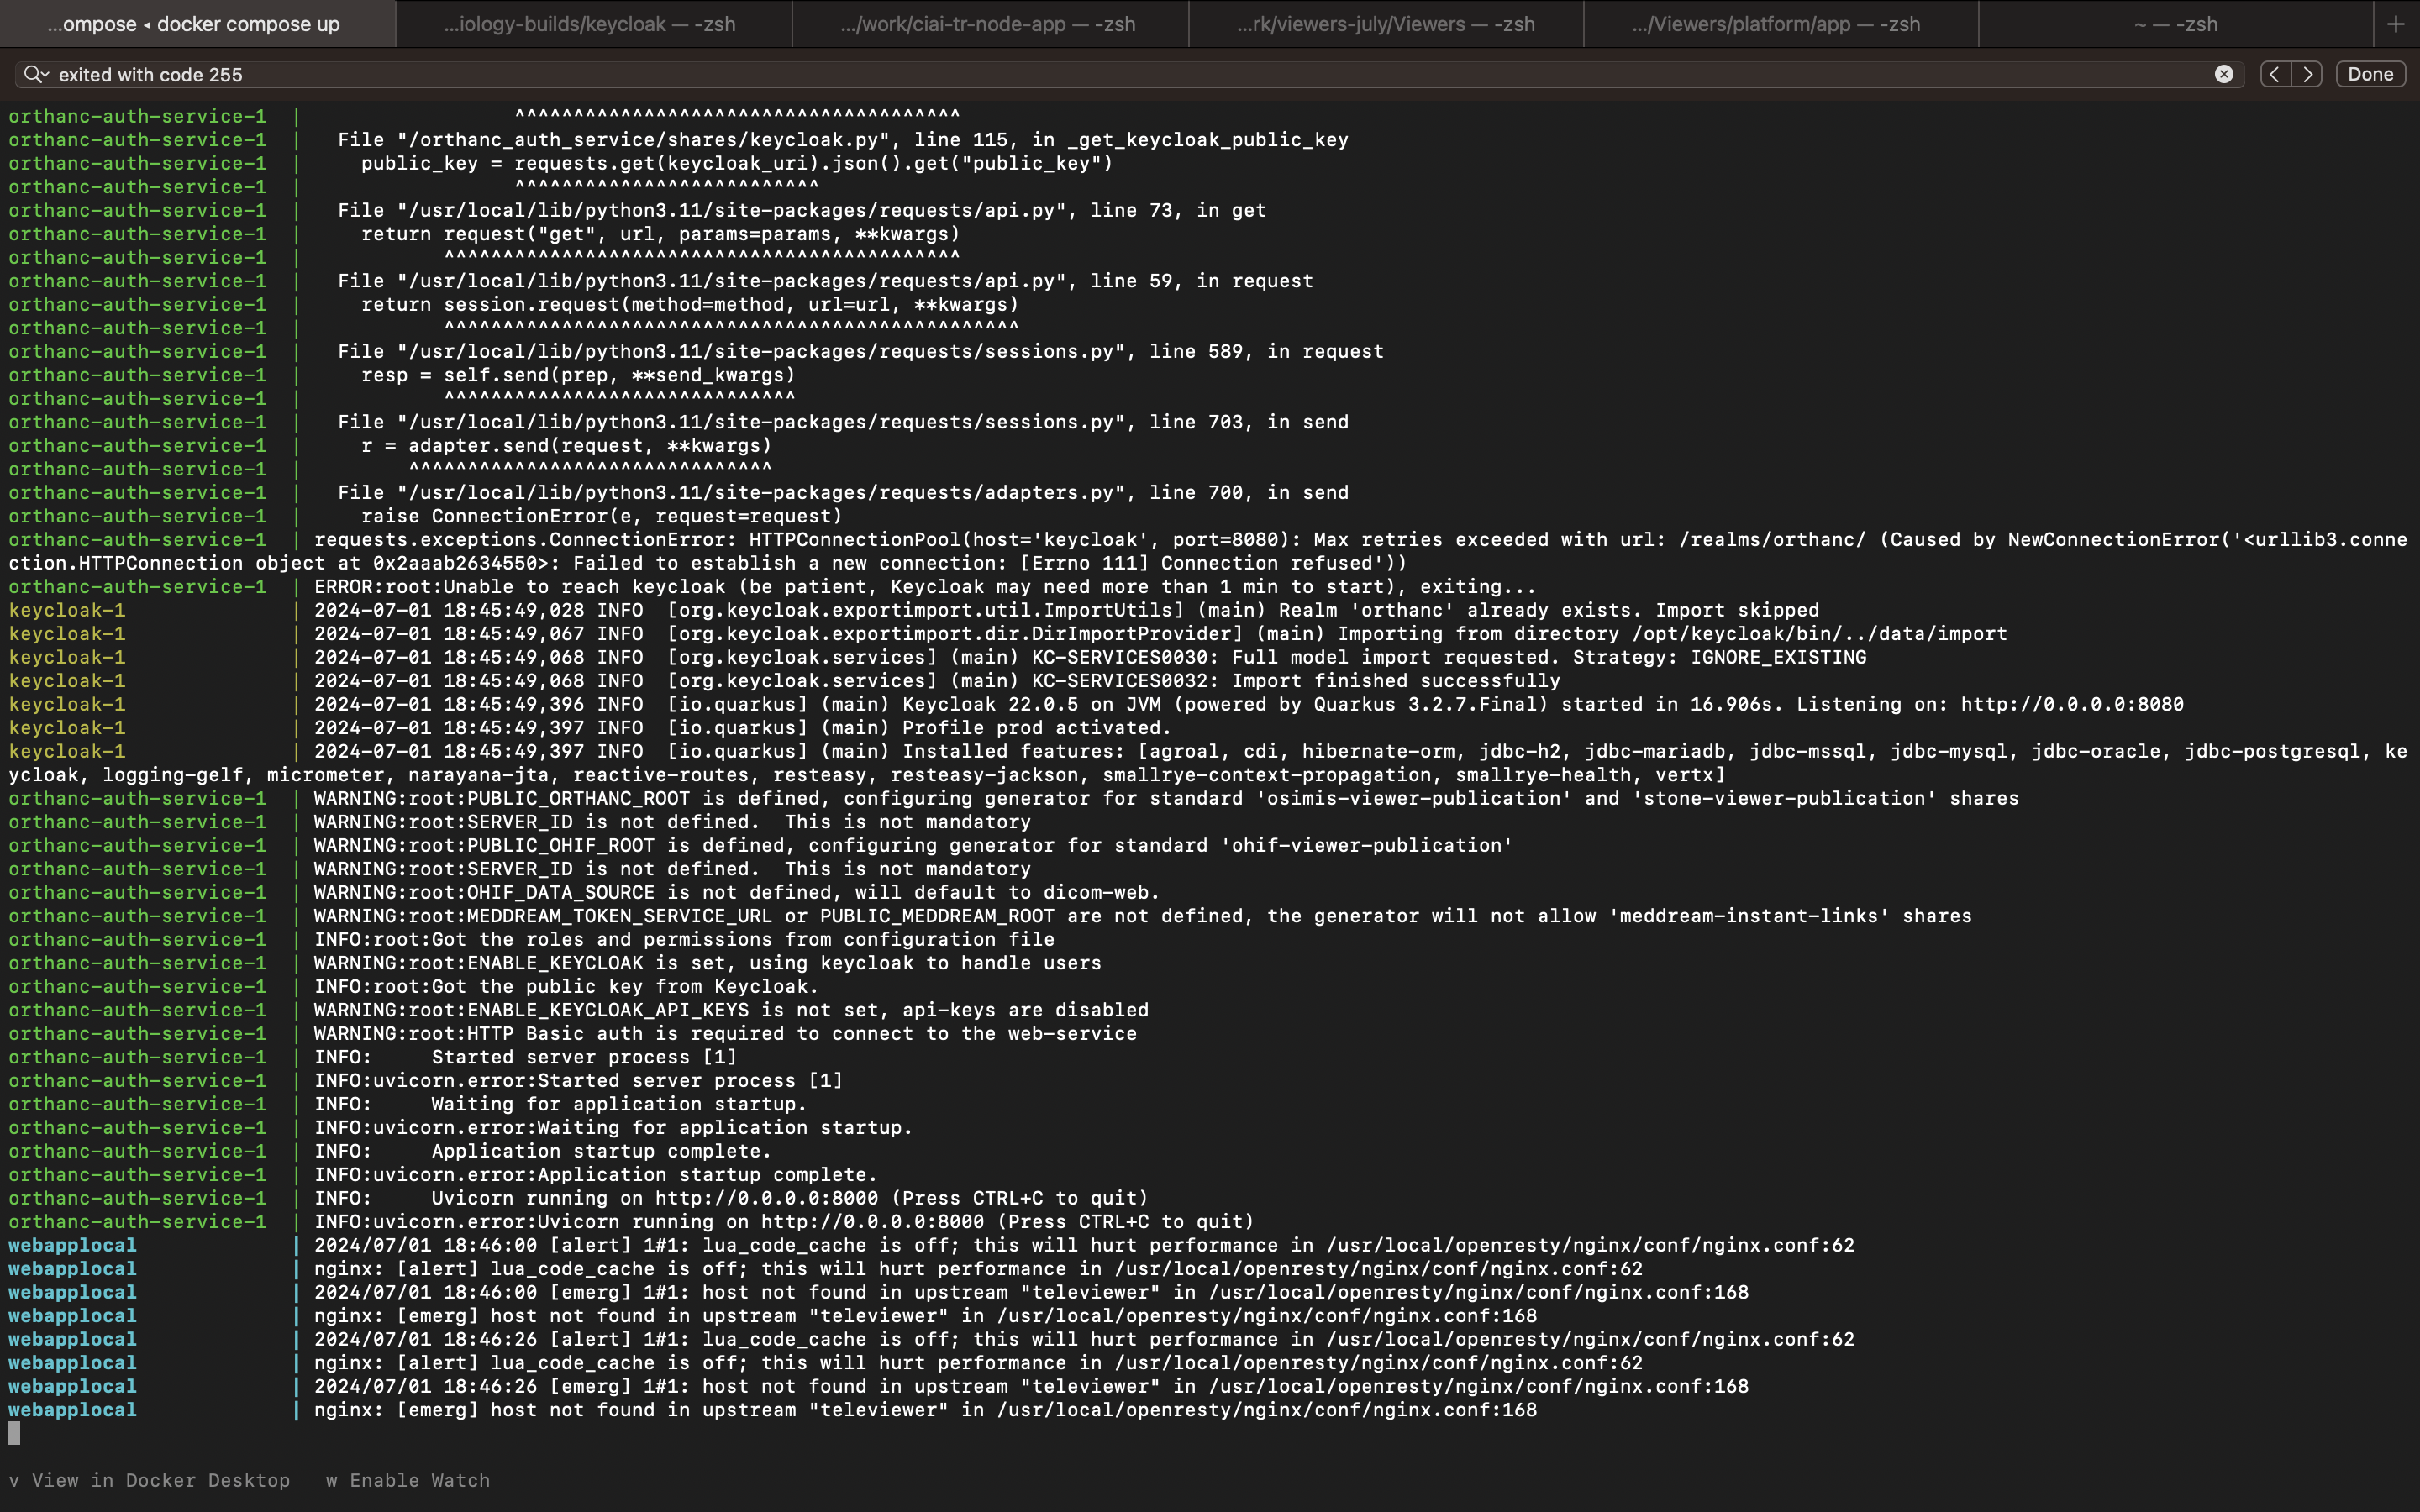 ...ompose ◂ docker compose up
...iology-builds/keycloak — -zsh
.../work/ciai-tr-node-app — -zsh
...rk/viewers-july/Viewers — -zsh
.../Viewers/platform/app — -zsh
~ — -zsh
+
exited with code 255
Done
orthanc-auth-service-1  |                  ^^^^^^^^^^^^^^^^^^^^^^^^^^^^^^^^^^^^^^
orthanc-auth-service-1  |   File "/orthanc_auth_service/shares/keycloak.py", line 115, in _get_keycloak_public_key
orthanc-auth-service-1  |     public_key = requests.get(keycloak_uri).json().get("public_key")
orthanc-auth-service-1  |                  ^^^^^^^^^^^^^^^^^^^^^^^^^^
orthanc-auth-service-1  |   File "/usr/local/lib/python3.11/site-packages/requests/api.py", line 73, in get
orthanc-auth-service-1  |     return request("get", url, params=params, **kwargs)
orthanc-auth-service-1  |            ^^^^^^^^^^^^^^^^^^^^^^^^^^^^^^^^^^^^^^^^^^^^
orthanc-auth-service-1  |   File "/usr/local/lib/python3.11/site-packages/requests/api.py", line 59, in request
orthanc-auth-service-1  |     return session.request(method=method, url=url, **kwargs)
orthanc-auth-service-1  |            ^^^^^^^^^^^^^^^^^^^^^^^^^^^^^^^^^^^^^^^^^^^^^^^^^
orthanc-auth-service-1  |   File "/usr/local/lib/python3.11/site-packages/requests/sessions.py", line 589, in request
orthanc-auth-service-1  |     resp = self.send(prep, **send_kwargs)
orthanc-auth-service-1  |            ^^^^^^^^^^^^^^^^^^^^^^^^^^^^^^
orthanc-auth-service-1  |   File "/usr/local/lib/python3.11/site-packages/requests/sessions.py", line 703, in send
orthanc-auth-service-1  |     r = adapter.send(request, **kwargs)
orthanc-auth-service-1  |         ^^^^^^^^^^^^^^^^^^^^^^^^^^^^^^^
orthanc-auth-service-1  |   File "/usr/local/lib/python3.11/site-packages/requests/adapters.py", line 700, in send
orthanc-auth-service-1  |     raise ConnectionError(e, request=request)
orthanc-auth-service-1  | requests.exceptions.ConnectionError: HTTPConnectionPool(host='keycloak', port=8080): Max retries exceeded with url: /realms/orthanc/ (Caused by NewConnectionError('<urllib3.conne
ction.HTTPConnection object at 0x2aaab2634550>: Failed to establish a new connection: [Errno 111] Connection refused'))
orthanc-auth-service-1  | ERROR:root:Unable to reach keycloak (be patient, Keycloak may need more than 1 min to start), exiting...
keycloak-1              | 2024-07-01 18:45:49,028 INFO  [org.keycloak.exportimport.util.ImportUtils] (main) Realm 'orthanc' already exists. Import skipped
keycloak-1              | 2024-07-01 18:45:49,067 INFO  [org.keycloak.exportimport.dir.DirImportProvider] (main) Importing from directory /opt/keycloak/bin/../data/import
keycloak-1              | 2024-07-01 18:45:49,068 INFO  [org.keycloak.services] (main) KC-SERVICES0030: Full model import requested. Strategy: IGNORE_EXISTING
keycloak-1              | 2024-07-01 18:45:49,068 INFO  [org.keycloak.services] (main) KC-SERVICES0032: Import finished successfully
keycloak-1              | 2024-07-01 18:45:49,396 INFO  [io.quarkus] (main) Keycloak 22.0.5 on JVM (powered by Quarkus 3.2.7.Final) started in 16.906s. Listening on: http://0.0.0.0:8080
keycloak-1              | 2024-07-01 18:45:49,397 INFO  [io.quarkus] (main) Profile prod activated.
keycloak-1              | 2024-07-01 18:45:49,397 INFO  [io.quarkus] (main) Installed features: [agroal, cdi, hibernate-orm, jdbc-h2, jdbc-mariadb, jdbc-mssql, jdbc-mysql, jdbc-oracle, jdbc-postgresql, ke
ycloak, logging-gelf, micrometer, narayana-jta, reactive-routes, resteasy, resteasy-jackson, smallrye-context-propagation, smallrye-health, vertx]
orthanc-auth-service-1  | WARNING:root:PUBLIC_ORTHANC_ROOT is defined, configuring generator for standard 'osimis-viewer-publication' and 'stone-viewer-publication' shares
orthanc-auth-service-1  | WARNING:root:SERVER_ID is not defined.  This is not mandatory
orthanc-auth-service-1  | WARNING:root:PUBLIC_OHIF_ROOT is defined, configuring generator for standard 'ohif-viewer-publication'
orthanc-auth-service-1  | WARNING:root:SERVER_ID is not defined.  This is not mandatory
orthanc-auth-service-1  | WARNING:root:OHIF_DATA_SOURCE is not defined, will default to dicom-web.
orthanc-auth-service-1  | WARNING:root:MEDDREAM_TOKEN_SERVICE_URL or PUBLIC_MEDDREAM_ROOT are not defined, the generator will not allow 'meddream-instant-links' shares
orthanc-auth-service-1  | INFO:root:Got the roles and permissions from configuration file
orthanc-auth-service-1  | WARNING:root:ENABLE_KEYCLOAK is set, using keycloak to handle users
orthanc-auth-service-1  | INFO:root:Got the public key from Keycloak.
orthanc-auth-service-1  | WARNING:root:ENABLE_KEYCLOAK_API_KEYS is not set, api-keys are disabled
orthanc-auth-service-1  | WARNING:root:HTTP Basic auth is required to connect to the web-service
orthanc-auth-service-1  | INFO:     Started server process [1]
orthanc-auth-service-1  | INFO:uvicorn.error:Started server process [1]
orthanc-auth-service-1  | INFO:     Waiting for application startup.
orthanc-auth-service-1  | INFO:uvicorn.error:Waiting for application startup.
orthanc-auth-service-1  | INFO:     Application startup complete.
orthanc-auth-service-1  | INFO:uvicorn.error:Application startup complete.
orthanc-auth-service-1  | INFO:     Uvicorn running on http://0.0.0.0:8000 (Press CTRL+C to quit)
orthanc-auth-service-1  | INFO:uvicorn.error:Uvicorn running on http://0.0.0.0:8000 (Press CTRL+C to quit)
webapplocal             | 2024/07/01 18:46:00 [alert] 1#1: lua_code_cache is off; this will hurt performance in /usr/local/openresty/nginx/conf/nginx.conf:62
webapplocal             | nginx: [alert] lua_code_cache is off; this will hurt performance in /usr/local/openresty/nginx/conf/nginx.conf:62
webapplocal             | 2024/07/01 18:46:00 [emerg] 1#1: host not found in upstream "televiewer" in /usr/local/openresty/nginx/conf/nginx.conf:168
webapplocal             | nginx: [emerg] host not found in upstream "televiewer" in /usr/local/openresty/nginx/conf/nginx.conf:168
webapplocal             | 2024/07/01 18:46:26 [alert] 1#1: lua_code_cache is off; this will hurt performance in /usr/local/openresty/nginx/conf/nginx.conf:62
webapplocal             | nginx: [alert] lua_code_cache is off; this will hurt performance in /usr/local/openresty/nginx/conf/nginx.conf:62
webapplocal             | 2024/07/01 18:46:26 [emerg] 1#1: host not found in upstream "televiewer" in /usr/local/openresty/nginx/conf/nginx.conf:168
webapplocal             | nginx: [emerg] host not found in upstream "televiewer" in /usr/local/openresty/nginx/conf/nginx.conf:168
v View in Docker Desktop   w Enable Watch